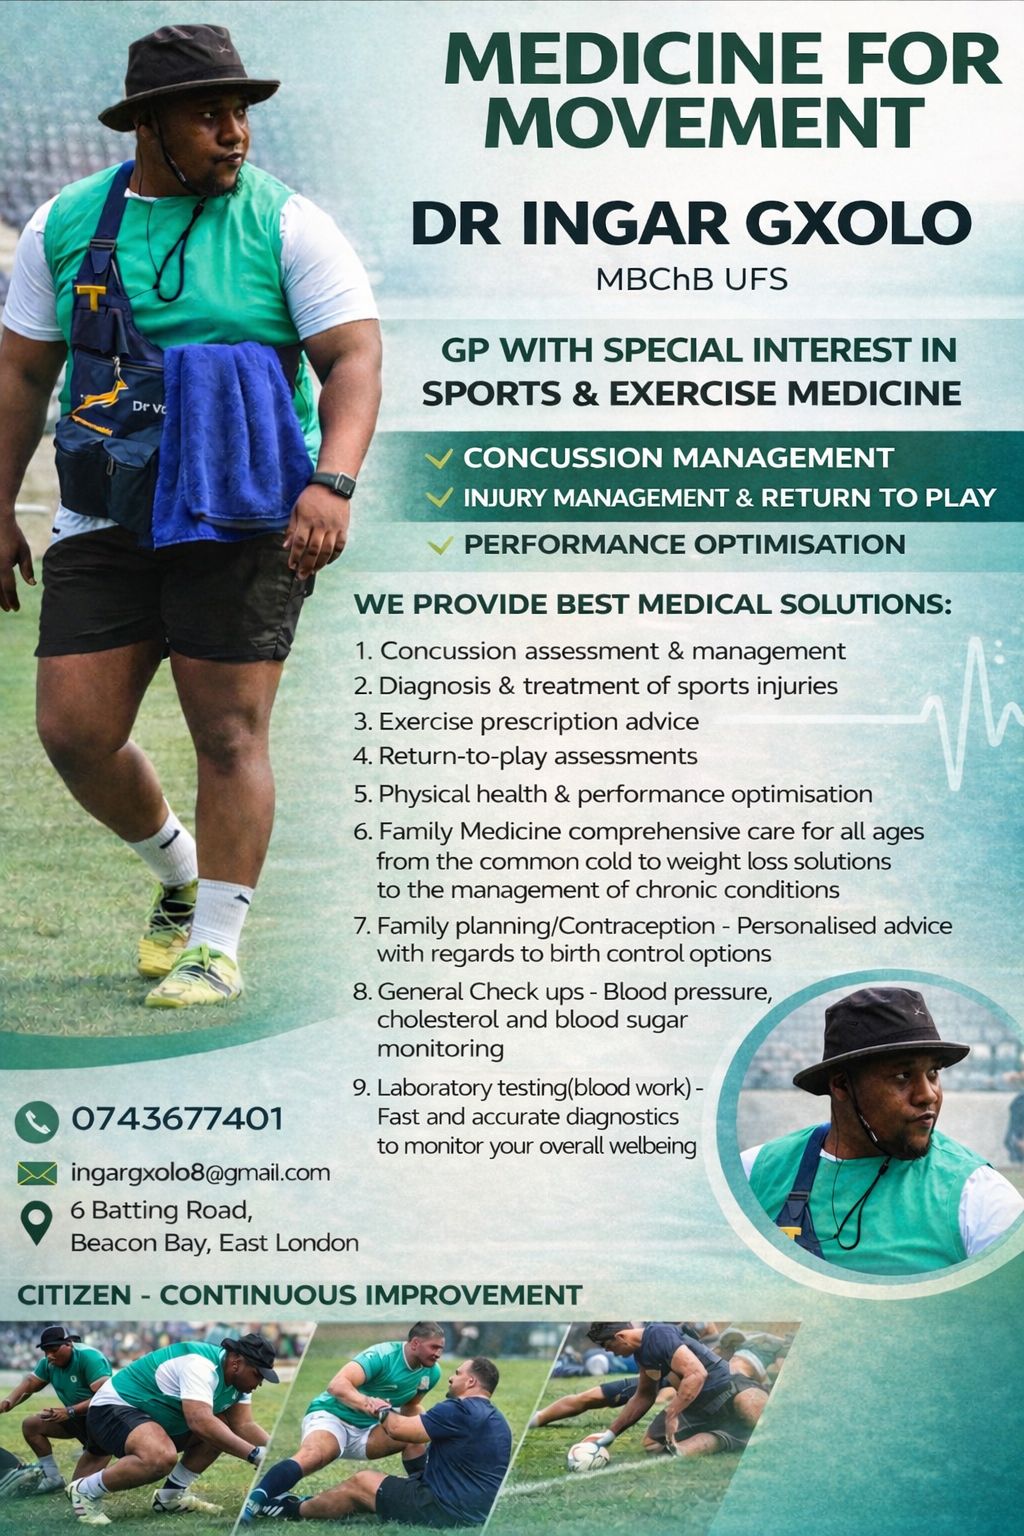 MEDICINE FOR
MOVEMENT
DR INGAR GXOLO
MBChB UFS
GP WITH SPECIAL INTEREST IN
SPORTS & EXERCISE MEDICINE
CONCUSSION MANAGEMENT
INJURY MANAGEMENT & RETURN TO PLAY
PERFORMANCE OPTIMISATION
WE PROVIDE BEST MEDICAL SOLUTIONS:
1. Concussion assessment & management
2. Diagnosis & treatment of sports injuries
3. Exercise prescription advice
4. Return-to-play assessments
5. Physical health & performance optimisation
6. Family Medicine comprehensive care for all ages
from the common cold to weight loss solutions
to the management of chronic conditions
7. Family planning/Contraception - Personalised advice
with regards to birth control options
8. General Check ups - Blood pressure,
cholesterol and blood sugar
monitoring
9. Laboratory testing(blood work) -
Fast and accurate diagnostics
to monitor your overall welbeing
0743677401
ingargxolo8@gmail.com
6 Batting Road,
Beacon Bay, East London
CITIZEN - CONTINUOUS IMPROVEMENT
T
Dr